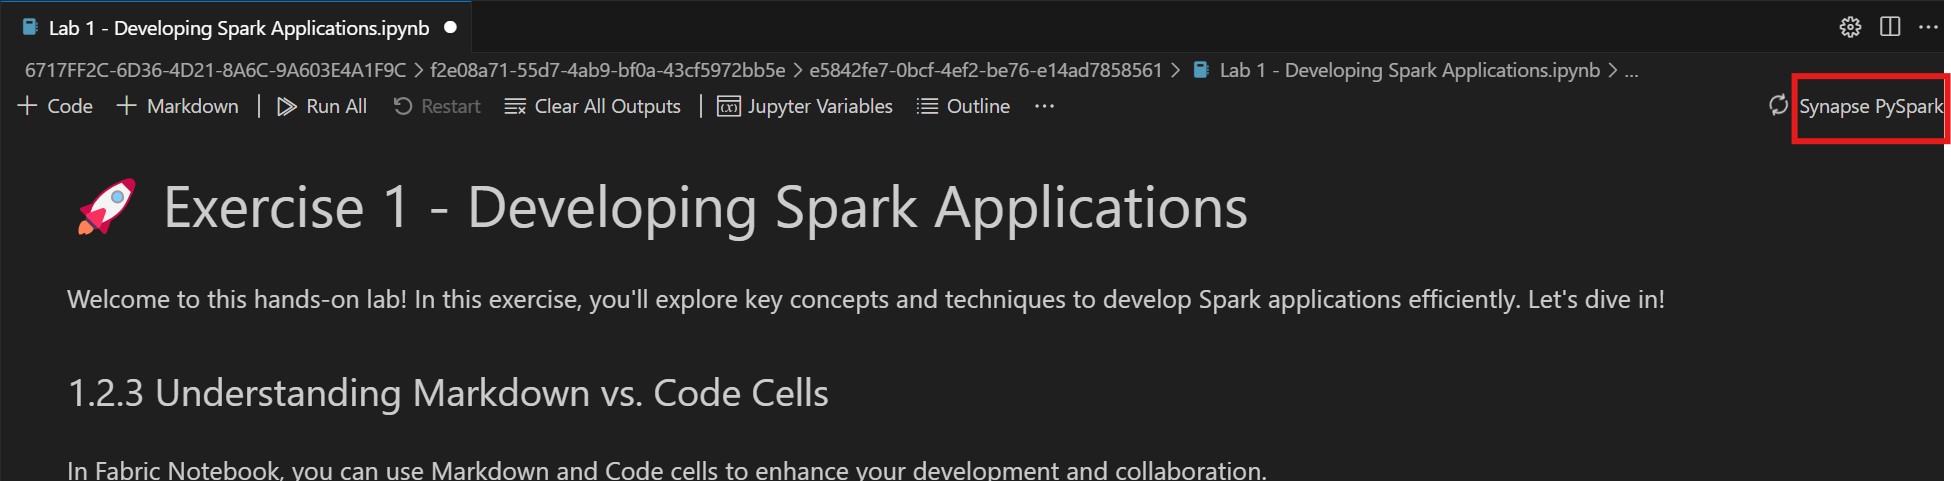 Lab 1 - Developing Spark Applications.ipynb
6717FF2C-6D36-4D21-8A6C-9A603E4A1F9C > f2e08a71-55d7-4ab9-bf0a-43cf5972bb5e > e5842fe7-0bcf-4ef2-be76-e14ad7858561 > Lab 1 - Developing Spark Applications.ipynb > ...
+ Code + Markdown | Run All Restart Clear All Outputs | Jupyter Variables Outline ... Synapse PySpark
🚀 Exercise 1 - Developing Spark Applications
Welcome to this hands-on lab! In this exercise, you'll explore key concepts and techniques to develop Spark applications efficiently. Let's dive in!
1.2.3 Understanding Markdown vs. Code Cells
In Fabric Notebook, you can use Markdown and Code cells to enhance your development and collaboration.